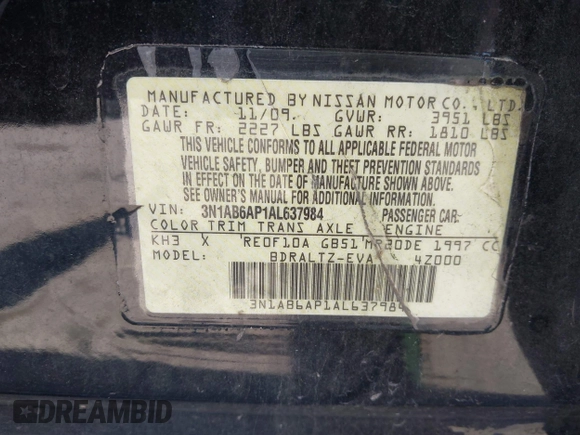 MANUFACTURED BY NISSAN MOTOR CO., LTD.
DATE: 11/09 GVWR: 3951 LBS
GAWR FR: 2227 LBS GAWR RR: 1810 LBS
THIS VEHICLE CONFORMS TO ALL APPLICABLE FEDERAL MOTOR
VEHICLE SAFETY, BUMPER AND THEFT PREVENTION STANDARDS
IN EFFECT ON THE DATE OF MANUFACTURE SHOWN ABOVE.
SEE OWNER'S MANUAL FOR ADDITIONAL INFORMATION.
VIN: 3N1AB6AP1AL637984 PASSENGER CAR
COLOR TRIM TRANS AXLE ENGINE
KH3 X RE0F10A GB51 MR20DE 1997 CC
MODEL: BDRALTZ-EVA 4Z000
3N1AB6AP1AL637984
DREAMBID